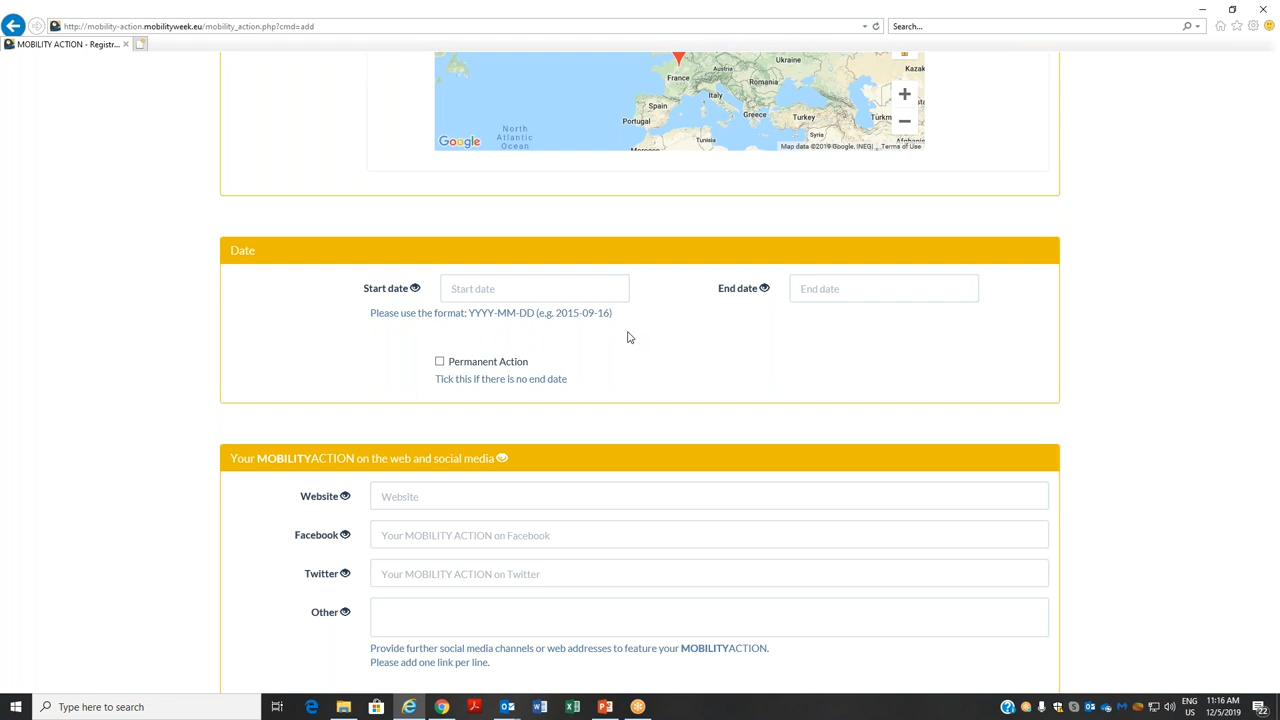 http://mobility-action.mobilityweek.eu/mobility_action.php?cmd=add
Search...
MOBILITY ACTION - Registr...
Ukraine
Austria
Kazak
France
Romania
Italy
Spain
Portugal
Greece
Turkey
Turkm
Syria
North
Atlantic
Ocean
Tunisia
Google
Map data ©2019 Google, INEGI
Terms of Use
Date
Start date
Start date
End date
End date
Please use the format: YYYY-MM-DD (e.g. 2015-09-16)
Permanent Action
Tick this if there is no end date
Your MOBILITYACTION on the web and social media
Website
Website
Facebook
Your MOBILITY ACTION on Facebook
Twitter
Your MOBILITY ACTION on Twitter
Other
Provide further social media channels or web addresses to feature your MOBILITYACTION.
Please add one link per line.
Type here to search
ENG
US
11:16 AM
12/5/2019
22